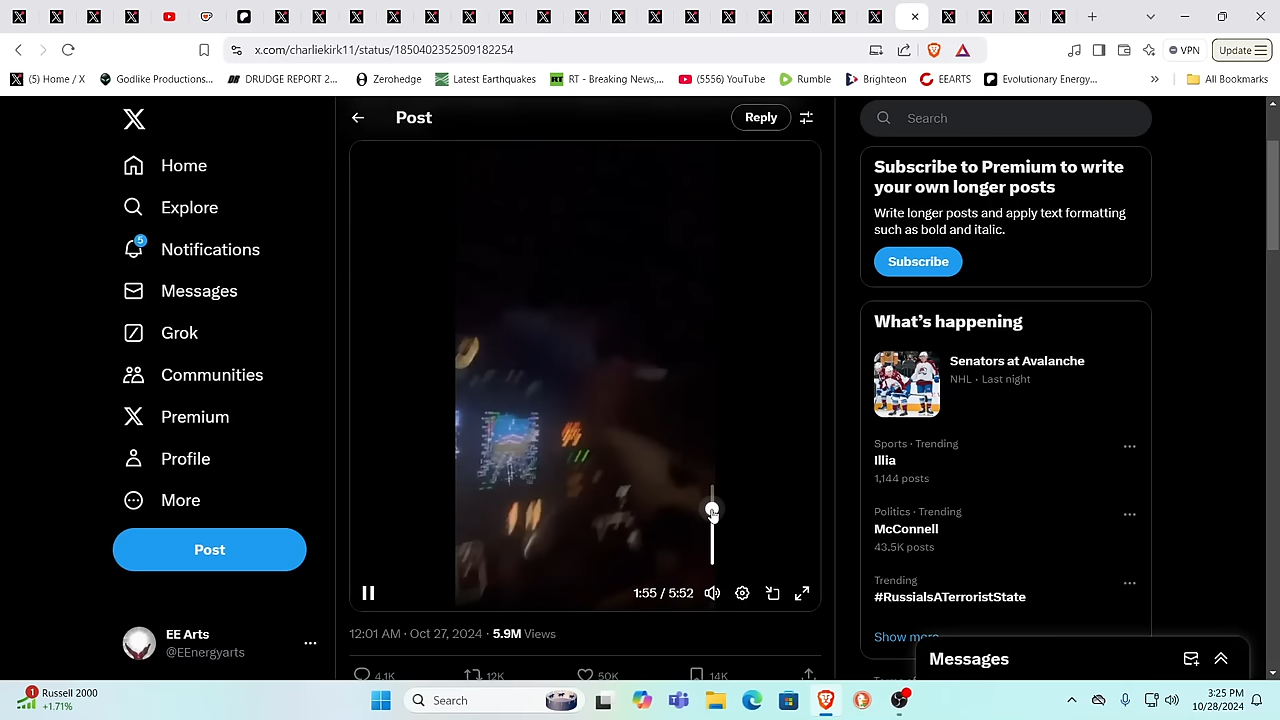 x.com/charliekirk11/status/1850402352509182254
VPN
Update
(5) Home / X
Godlike Productions...
DRUDGE REPORT 2...
Zerohedge
Latest Earthquakes
RT - Breaking News,...
(5556) YouTube
Rumble
Brighteon
EEARTS
Evolutionary Energy...
»
All Bookmarks
Home
Explore
5
Notifications
Messages
Grok
Communities
Premium
Profile
More
Post
EE Arts
@EEnergyarts
Post
Reply
1:55 / 5:52
12:01 AM · Oct 27, 2024 · 5.9M Views
4.1K
12K
50K
14K
Search
Subscribe to Premium to write
your own longer posts
Write longer posts and apply text formatting
such as bold and italic.
Subscribe
What’s happening
Senators at Avalanche
NHL · Last night
Sports · Trending
Illia
1,144 posts
Politics · Trending
McConnell
43.5K posts
Trending
#RussiaIsATerroristState
Show more
Messages
1
Russell 2000
+1.71%
Search
3:25 PM
10/28/2024